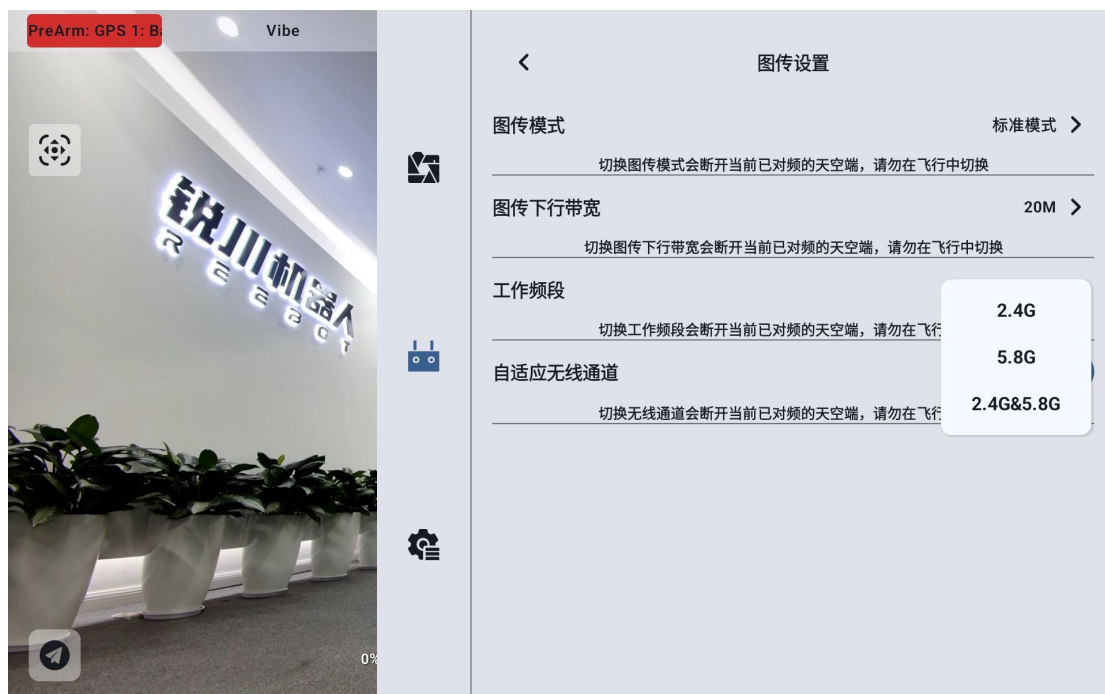 PreArm: GPS 1: Ba
Vibe
锐川机器人
REEBOT
0%
图传设置
图传模式
标准模式
切换图传模式会断开当前已对频的天空端，请勿在飞行中切换
图传下行带宽
20M
切换图传下行带宽会断开当前已对频的天空端，请勿在飞行中切换
工作频段
切换工作频段会断开当前已对频的天空端，请勿在飞行
自适应无线通道
切换无线通道会断开当前已对频的天空端，请勿在飞行
2.4G
5.8G
2.4G&5.8G